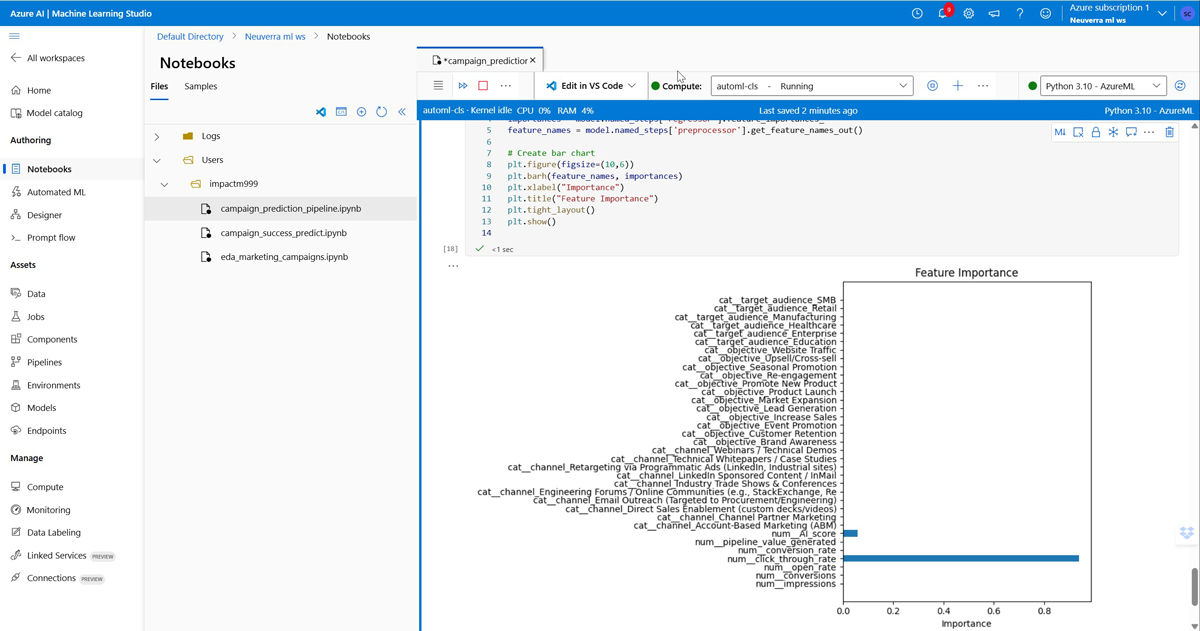 Azure AI | Machine Learning Studio
9
Azure subscription 1
Neuverra ml ws
SC
All workspaces
Home
Model catalog
Authoring
Notebooks
Automated ML
Designer
Prompt flow
Assets
Data
Jobs
Components
Pipelines
Environments
Models
Endpoints
Manage
Compute
Monitoring
Data Labeling
Linked Services PREVIEW
Connections PREVIEW
Default Directory > Neuverra ml ws > Notebooks
Notebooks
Files Samples
Logs
Users
impactm999
campaign_prediction_pipeline.ipynb
campaign_success_predict.ipynb
eda_marketing_campaigns.ipynb
*campaign_prediction
Edit in VS Code
Compute: automl-cls - Running
Python 3.10 - AzureML
automl-cls · Kernel idle CPU 0% RAM 4%
Last saved 2 minutes ago
Python 3.10 - AzureML
5 feature_names = model.named_steps['preprocessor'].get_feature_names_out()
6
7 # Create bar chart
8 plt.figure(figsize=(10,6))
9 plt.barh(feature_names, importances)
10 plt.xlabel("Importance")
11 plt.title("Feature Importance")
12 plt.tight_layout()
13 plt.show()
14
M↓
[18]
<1 sec
Feature Importance
cat__target_audience_SMB
cat__target_audience_Retail
cat__target_audience_Manufacturing
cat__target_audience_Healthcare
cat__target_audience_Enterprise
cat__target_audience_Education
cat__objective_Website Traffic
cat__objective_Upsell/Cross-sell
cat__objective_Seasonal Promotion
cat__objective_Re-engagement
cat__objective_Promote New Product
cat__objective_Product Launch
cat__objective_Market Expansion
cat__objective_Lead Generation
cat__objective_Increase Sales
cat__objective_Event Promotion
cat__objective_Customer Retention
cat__objective_Brand Awareness
cat__channel_Webinars / Technical Demos
cat__channel_Technical Whitepapers / Case Studies
cat__channel_Retargeting via Programmatic Ads (LinkedIn, Industrial sites)
cat__channel_LinkedIn Sponsored Content / InMail
cat__channel_Industry Trade Shows & Conferences
cat__channel_Engineering Forums / Online Communities (e.g., StackExchange, Re
cat__channel_Email Outreach (Targeted to Procurement/Engineering)
cat__channel_Direct Sales Enablement (custom decks/videos)
cat__channel_Channel Partner Marketing
cat__channel_Account-Based Marketing (ABM)
num__AI_score
num__pipeline_value_generated
num__conversion_rate
num__click_through_rate
num__open_rate
num__conversions
num__impressions
0.0 0.2 0.4 0.6 0.8
Importance